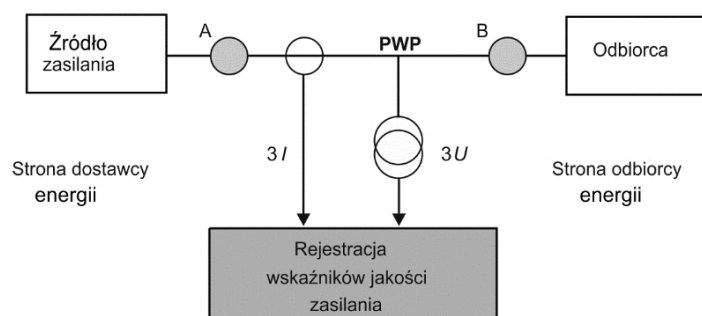 Źródło
zasilania
A
PWP
B
Odbiorca
3 I
3 U
Strona dostawcy
energii
Strona odbiorcy
energii
Rejestracja
wskaźników jakości
zasilania